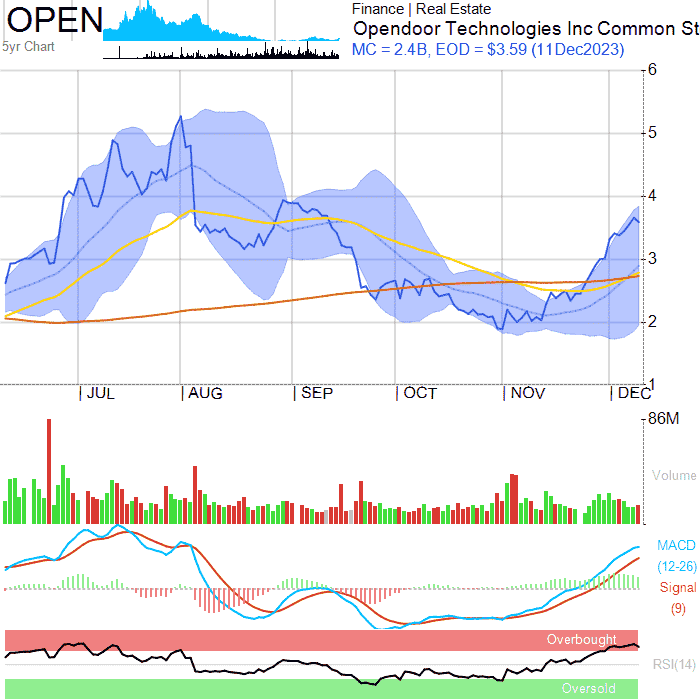 OPEN
5yr Chart
Finance | Real Estate
Opendoor Technologies Inc Common St
MC = 2.4B, EOD = $3.59 (11Dec2023)
6
5
4
3
2
1
JUL AUG SEP OCT NOV DEC
86M
Volume
MACD
(12-26)
Signal
(9)
Overbought
RSI(14)
Oversold